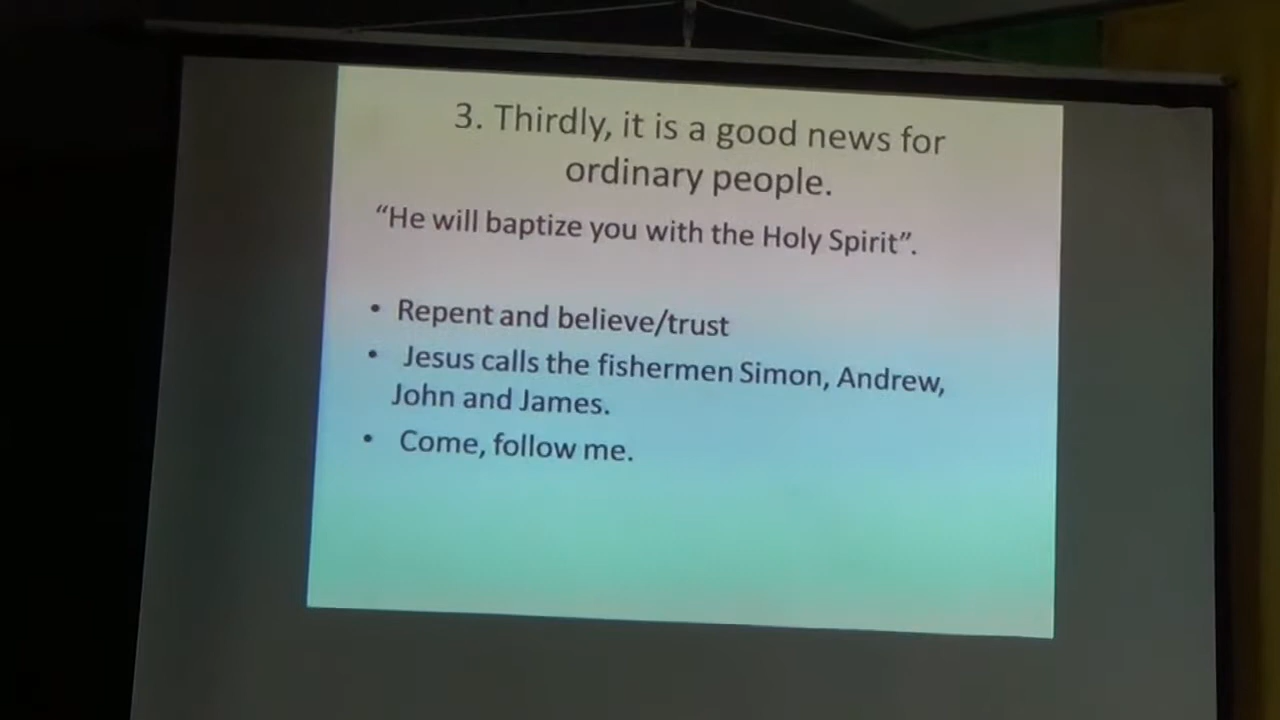 3. Thirdly, it is a good news for
ordinary people.
“He will baptize you with the Holy Spirit”.
• Repent and believe/trust
• Jesus calls the fishermen Simon, Andrew,
John and James.
• Come, follow me.